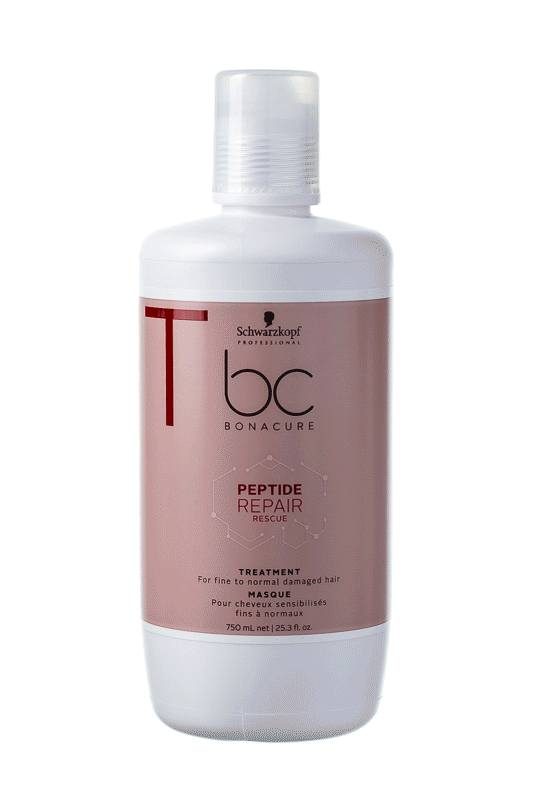 T
Schwarzkopf
PROFESSIONAL
bc
BONACURE
PEPTIDE
REPAIR
RESCUE
TREATMENT
For fine to normal damaged hair
MASQUE
Pour cheveux sensibilisés
fins à normaux
750 mL net | 25.3 fl. oz.